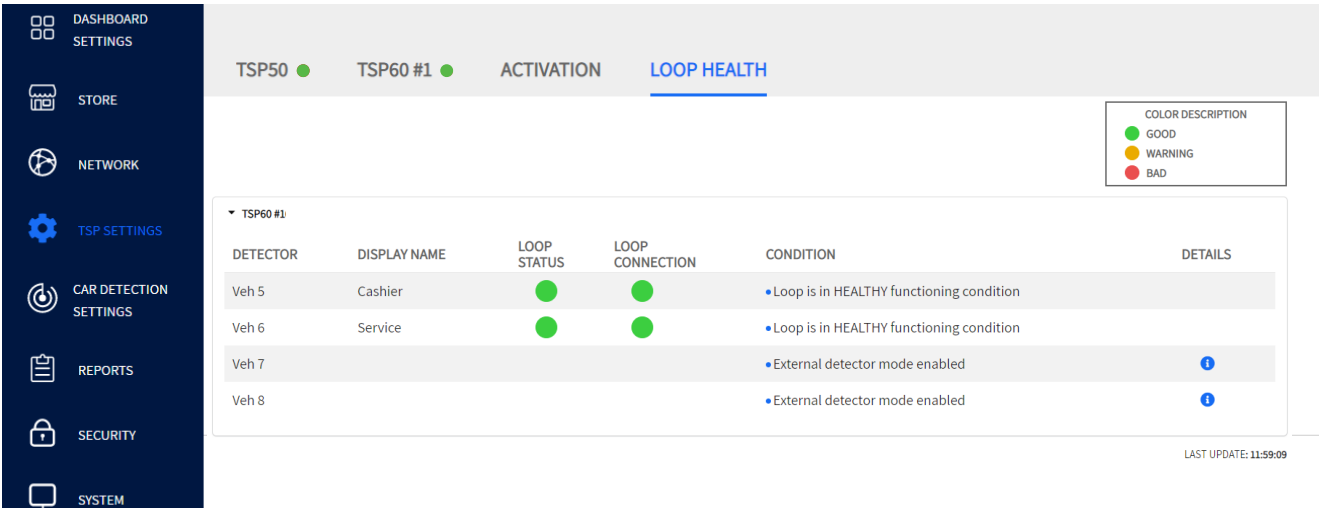 DASHBOARD
SETTINGS
STORE
NETWORK
TSP SETTINGS
CAR DETECTION
SETTINGS
REPORTS
SECURITY
SYSTEM
TSP50 TSP60 #1 ACTIVATION LOOP HEALTH
COLOR DESCRIPTION
GOOD
WARNING
BAD
TSP60 #1
DETECTOR DISPLAY NAME LOOP STATUS LOOP CONNECTION CONDITION DETAILS
Veh 5 Cashier Loop is in HEALTHY functioning condition
Veh 6 Service Loop is in HEALTHY functioning condition
Veh 7 External detector mode enabled
Veh 8 External detector mode enabled
LAST UPDATE: 11:59:09